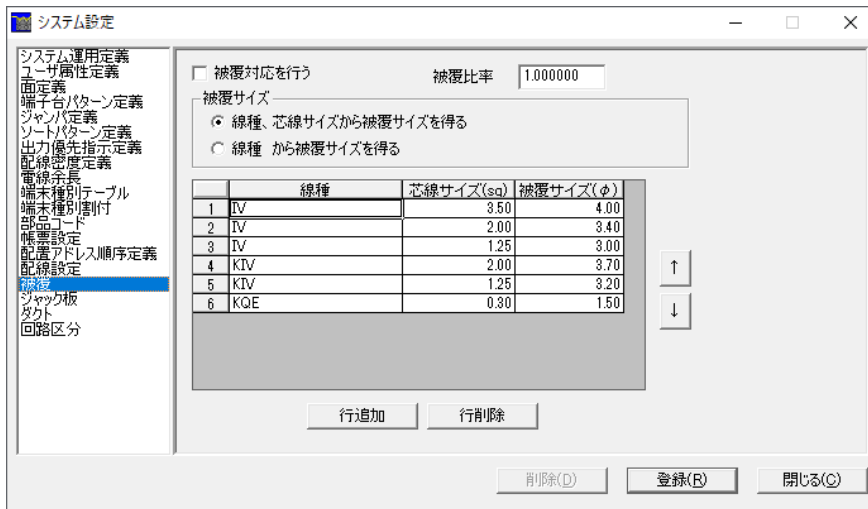 システム設定
システム運用定義
ユーザ属性定義
面定義
端子台パターン定義
ジャンパ定義
ソートパターン定義
出力優先指示定義
配線密度定義
電線余長
端末種別テーブル
端末種別割付
部品コード
帳票設定
配置アドレス順序定義
配線設定
被覆
ジャック板
ダクト
回路区分
被覆対応を行う 被覆比率 1.000000
被覆サイズ
線種、芯線サイズから被覆サイズを得る
線種 から被覆サイズを得る
線種 芯線サイズ(sq) 被覆サイズ(φ)
1 IV 3.50 4.00
2 IV 2.00 3.40
3 IV 1.25 3.00
4 KIV 2.00 3.70
5 KIV 1.25 3.20
6 KQE 0.30 1.50
↑
↓
行追加 行削除
削除(D) 登録(R) 閉じる(C)